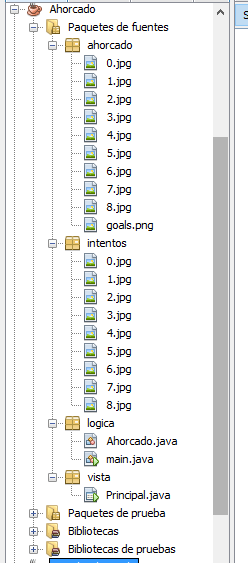 Ahorcado
Paquetes de fuentes
ahorcado
0.jpg
1.jpg
2.jpg
3.jpg
4.jpg
5.jpg
6.jpg
7.jpg
8.jpg
goals.png
intentos
0.jpg
1.jpg
2.jpg
3.jpg
4.jpg
5.jpg
6.jpg
7.jpg
8.jpg
logica
Ahorcado.java
main.java
vista
Principal.java
Paquetes de prueba
Bibliotecas
Bibliotecas de pruebas